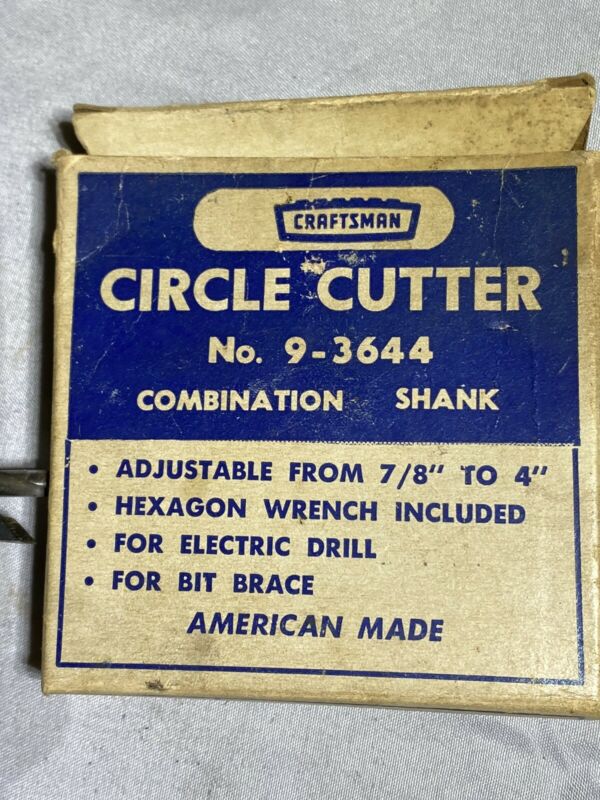 CRAFTSMAN
CIRCLE CUTTER
No. 9-3644
COMBINATION SHANK
• ADJUSTABLE FROM 7/8" TO 4"
• HEXAGON WRENCH INCLUDED
• FOR ELECTRIC DRILL
• FOR BIT BRACE
AMERICAN MADE